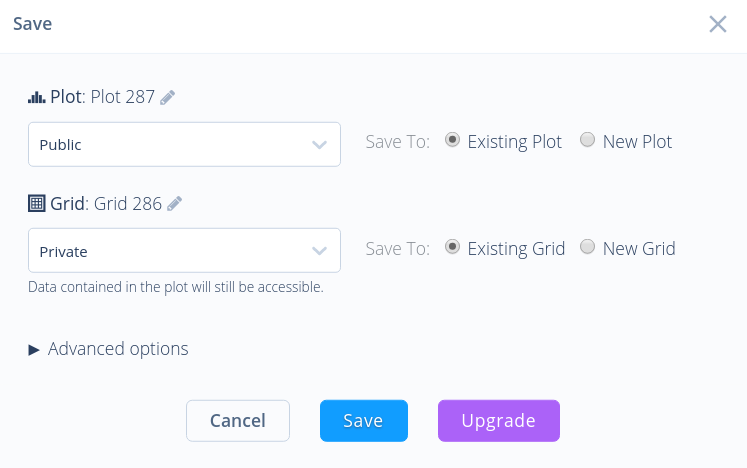 Save
Plot: Plot 287
Public
Save To: Existing Plot New Plot
Grid: Grid 286
Private
Save To: Existing Grid New Grid
Data contained in the plot will still be accessible.
Advanced options
Cancel Save Upgrade